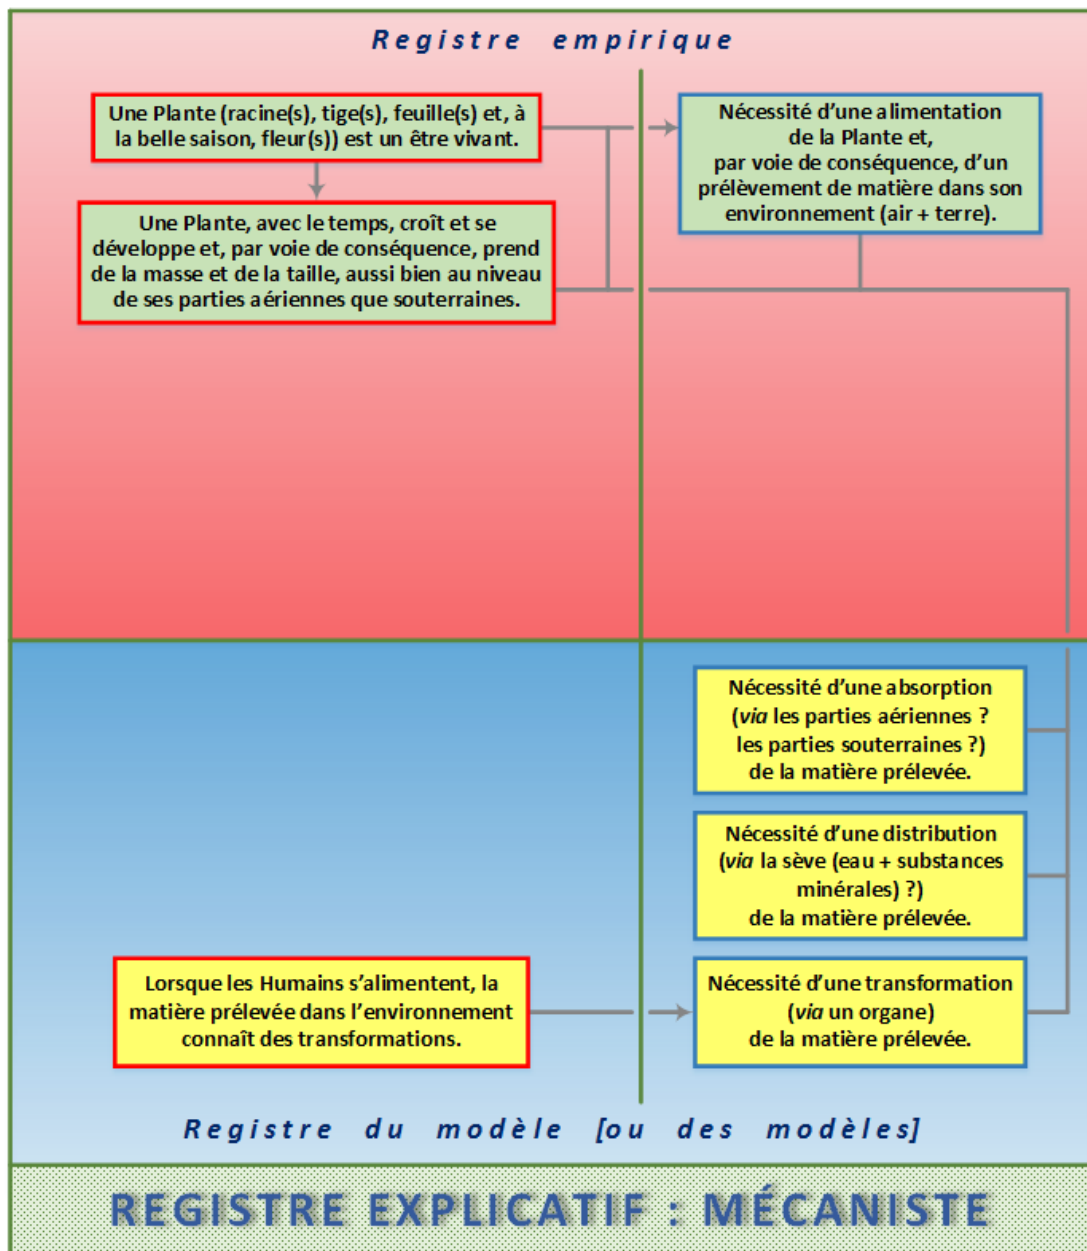 Registre empirique
Une Plante (racine(s), tige(s), feuille(s) et, à
la belle saison, fleur(s)) est un être vivant.
Nécessité d'une alimentation
de la Plante et,
par voie de conséquence, d'un
prélèvement de matière dans son
environnement (air + terre).
Une Plante, avec le temps, croît et se
développe et, par voie de conséquence, prend
de la masse et de la taille, aussi bien au niveau
de ses parties aériennes que souterraines.
Nécessité d'une absorption
(via les parties aériennes ?
les parties souterraines ?)
de la matière prélevée.
Nécessité d'une distribution
(via la sève (eau + substances
minérales) ?)
de la matière prélevée.
Lorsque les Humains s'alimentent, la
matière prélevée dans l'environnement
connaît des transformations.
Nécessité d'une transformation
(via un organe)
de la matière prélevée.
Registre du modèle [ou des modèles]
REGISTRE EXPLICATIF : MÉCANISTE